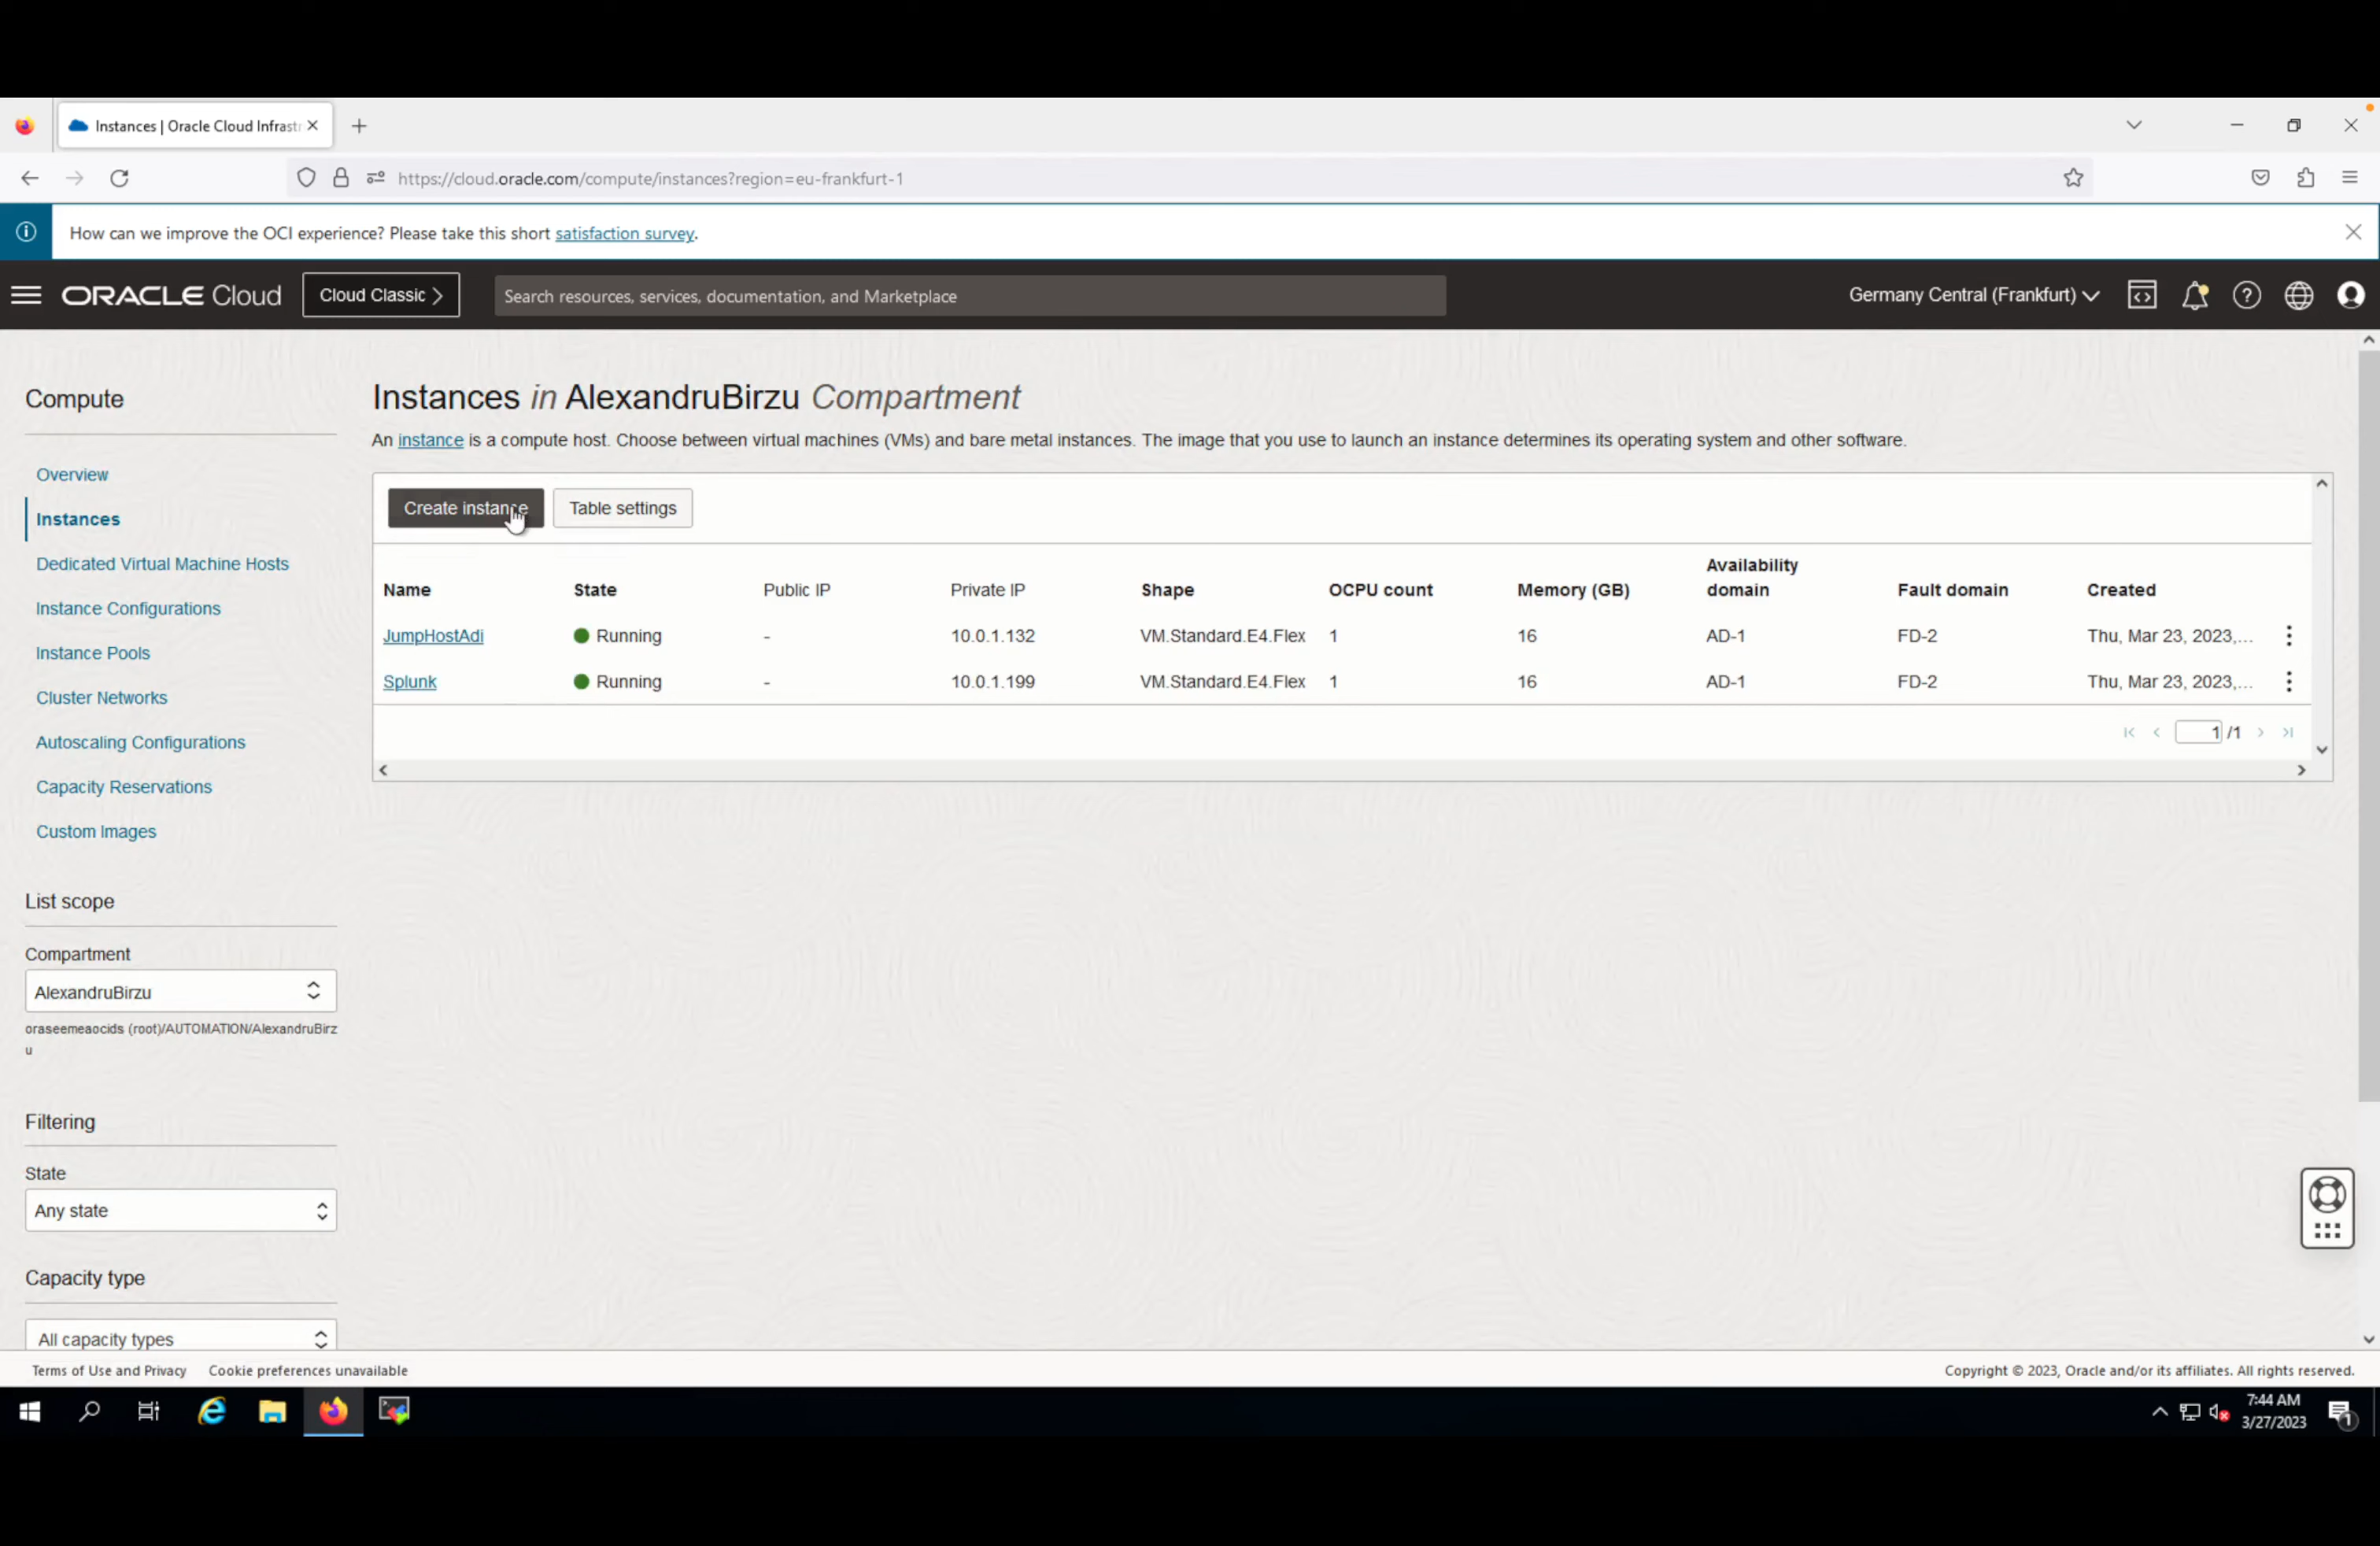 Instances | Oracle Cloud Infrastr
https://cloud.oracle.com/compute/instances?region=eu-frankfurt-1
How can we improve the OCI experience? Please take this short satisfaction survey.
ORACLE Cloud
Cloud Classic >
Search resources, services, documentation, and Marketplace
Germany Central (Frankfurt)
Compute
Overview
Instances
Dedicated Virtual Machine Hosts
Instance Configurations
Instance Pools
Cluster Networks
Autoscaling Configurations
Capacity Reservations
Custom Images
List scope
Compartment
AlexandruBirzu
oraseemeaocids (root)/AUTOMATION/AlexandruBirz
u
Filtering
State
Any state
Capacity type
All capacity types
Instances in AlexandruBirzu Compartment
An instance is a compute host. Choose between virtual machines (VMs) and bare metal instances. The image that you use to launch an instance determines its operating system and other software.
Create instance Table settings
Name State Public IP Private IP Shape OCPU count Memory (GB) Availability domain Fault domain Created
JumpHostAdi Running - 10.0.1.132 VM.Standard.E4.Flex 1 16 AD-1 FD-2 Thu, Mar 23, 2023,...
Splunk Running - 10.0.1.199 VM.Standard.E4.Flex 1 16 AD-1 FD-2 Thu, Mar 23, 2023,...
1 /1
Terms of Use and Privacy Cookie preferences unavailable
Copyright © 2023, Oracle and/or its affiliates. All rights reserved.
7:44 AM
3/27/2023
1